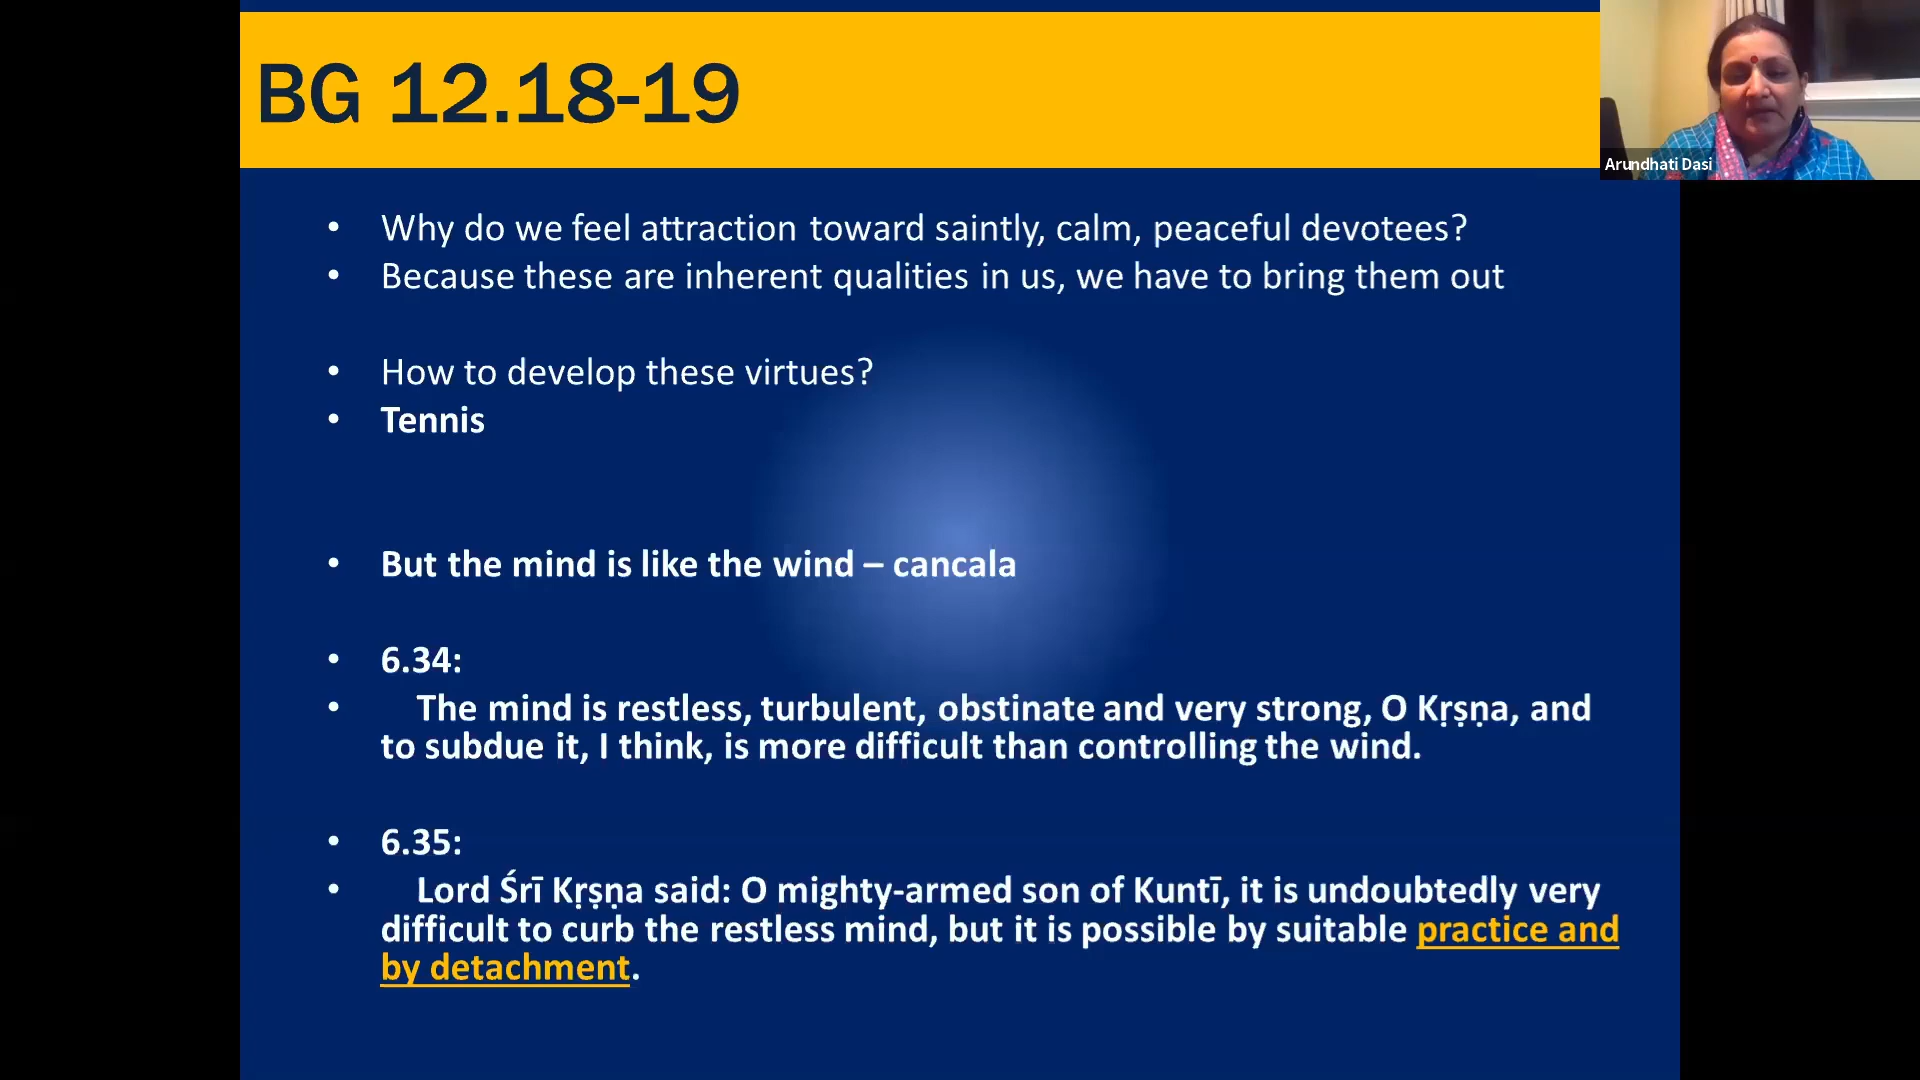 BG 12.18-19
Arundhati Dasi
• Why do we feel attraction toward saintly, calm, peaceful devotees?
• Because these are inherent qualities in us, we have to bring them out
• How to develop these virtues?
• Tennis
• But the mind is like the wind – cancala
• 6.34:
• The mind is restless, turbulent, obstinate and very strong, O Kṛṣṇa, and
to subdue it, I think, is more difficult than controlling the wind.
• 6.35:
• Lord Śrī Kṛṣṇa said: O mighty-armed son of Kuntī, it is undoubtedly very
difficult to curb the restless mind, but it is possible by suitable practice and
by detachment.